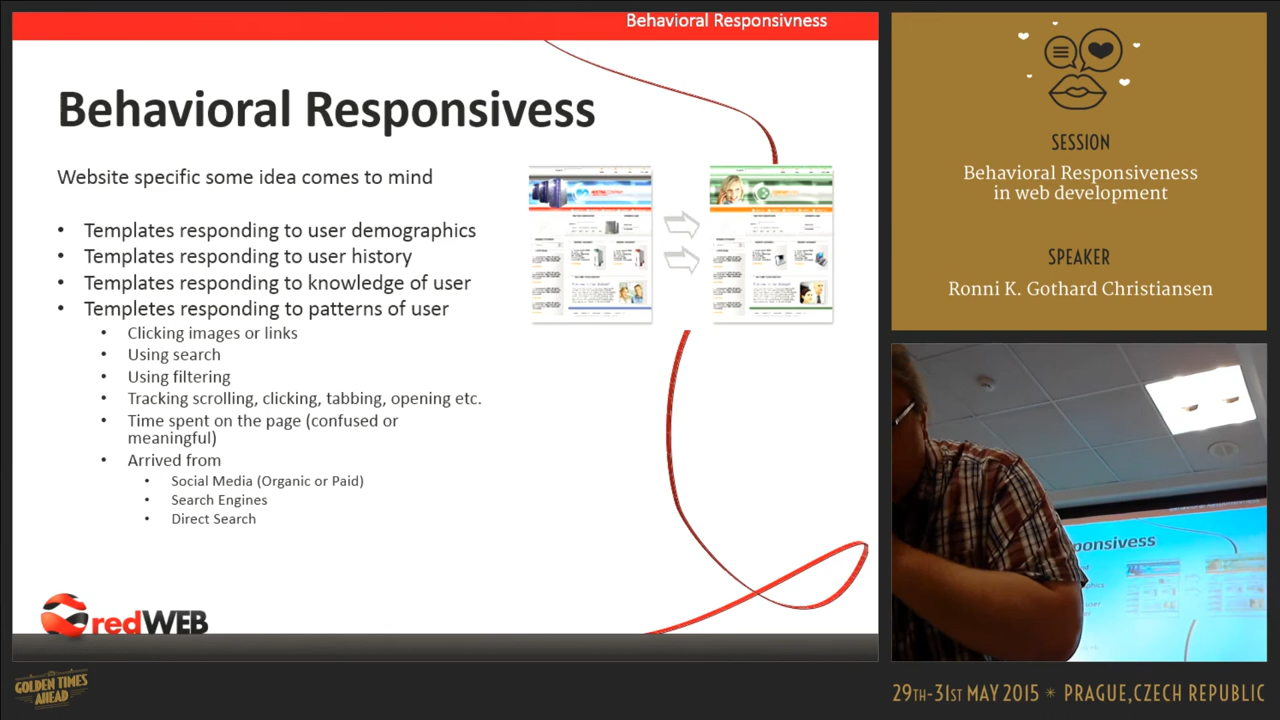 Behavioral Responsivness
Behavioral Responsivess
Website specific some idea comes to mind
• Templates responding to user demographics
• Templates responding to user history
• Templates responding to knowledge of user
• Templetes responding to patterns of user
• Clicking images or links
• Using search
• Using filtering
• Tracking scrolling, clicking, tabbing, opening etc.
• Time spent on the page (confused or
meaningful)
• Arrived from
• Social Media (Organic or Paid)
• Search Engines
• Direct Search
redWEB
SESSION
Behavioral Responsiveness
in web development
SPEAKER
Ronni K. Gothard Christiansen
GOLDEN TIMES
AHEAD
29TH-31ST MAY 2015 * PRAGUE,CZECH REPUBLIC